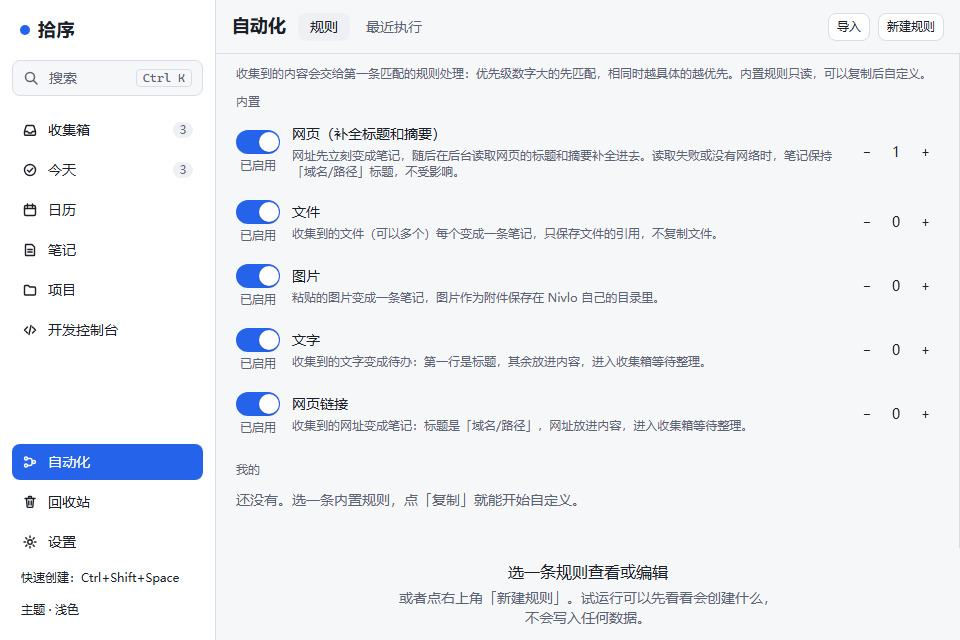 拾序
自动化
规则
最近执行
导入
新建规则
搜索
Ctrl K
收集箱
3
今天
3
日历
笔记
项目
开发控制台
自动化
回收站
设置
快速创建：Ctrl+Shift+Space
主题 · 浅色
收集到的内容会交给第一条匹配的规则处理：优先级数字大的先匹配，相同时越具体的越优先。内置规则只读，可以复制后自定义。
内置
网页（补全标题和摘要）
已启用
网址先立刻变成笔记，随后在后台读取网页的标题和摘要补全进去。读取失败或没有网络时，笔记保持
「域名/路径」标题，不受影响。
− 1 +
文件
已启用
收集到的文件（可以多个）每个变成一条笔记，只保存文件的引用，不复制文件。
− 0 +
图片
已启用
粘贴的图片变成一条笔记，图片作为附件保存在 Nivlo 自己的目录里。
− 0 +
文字
已启用
收集到的文字变成待办：第一行是标题，其余放进内容，进入收集箱等待整理。
− 0 +
网页链接
已启用
收集到的网址变成笔记：标题是「域名/路径」，网址放进内容，进入收集箱等待整理。
− 0 +
我的
还没有。选一条内置规则，点「复制」就能开始自定义。
选一条规则查看或编辑
或者点右上角「新建规则」。试运行可以先看看会创建什么，
不会写入任何数据。